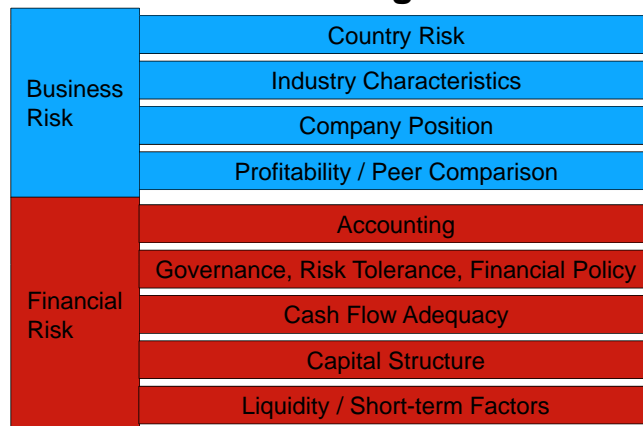 Business
Risk
Country Risk
Industry Characteristics
Company Position
Profitability / Peer Comparison
Financial
Risk
Accounting
Governance, Risk Tolerance, Financial Policy
Cash Flow Adequacy
Capital Structure
Liquidity / Short-term Factors